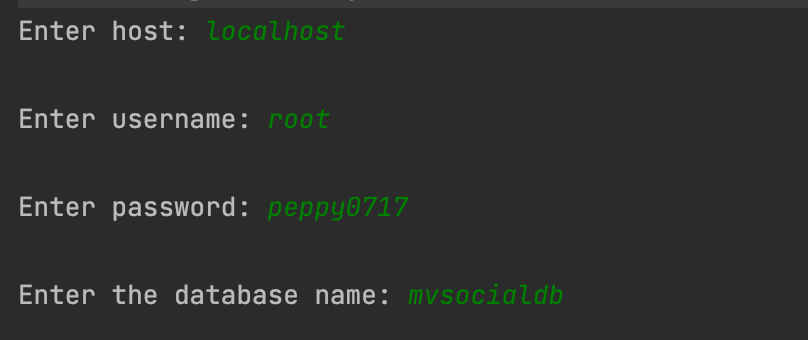 Enter host: localhost
Enter username: root
Enter password: peppy0717
Enter the database name: mvsocialdb